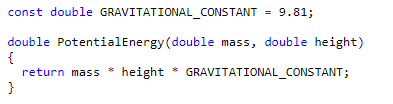 const double GRAVITATIONAL_CONSTANT = 9.81;
double PotentialEnergy(double mass, double height)
{
  return mass * height * GRAVITATIONAL_CONSTANT;
}